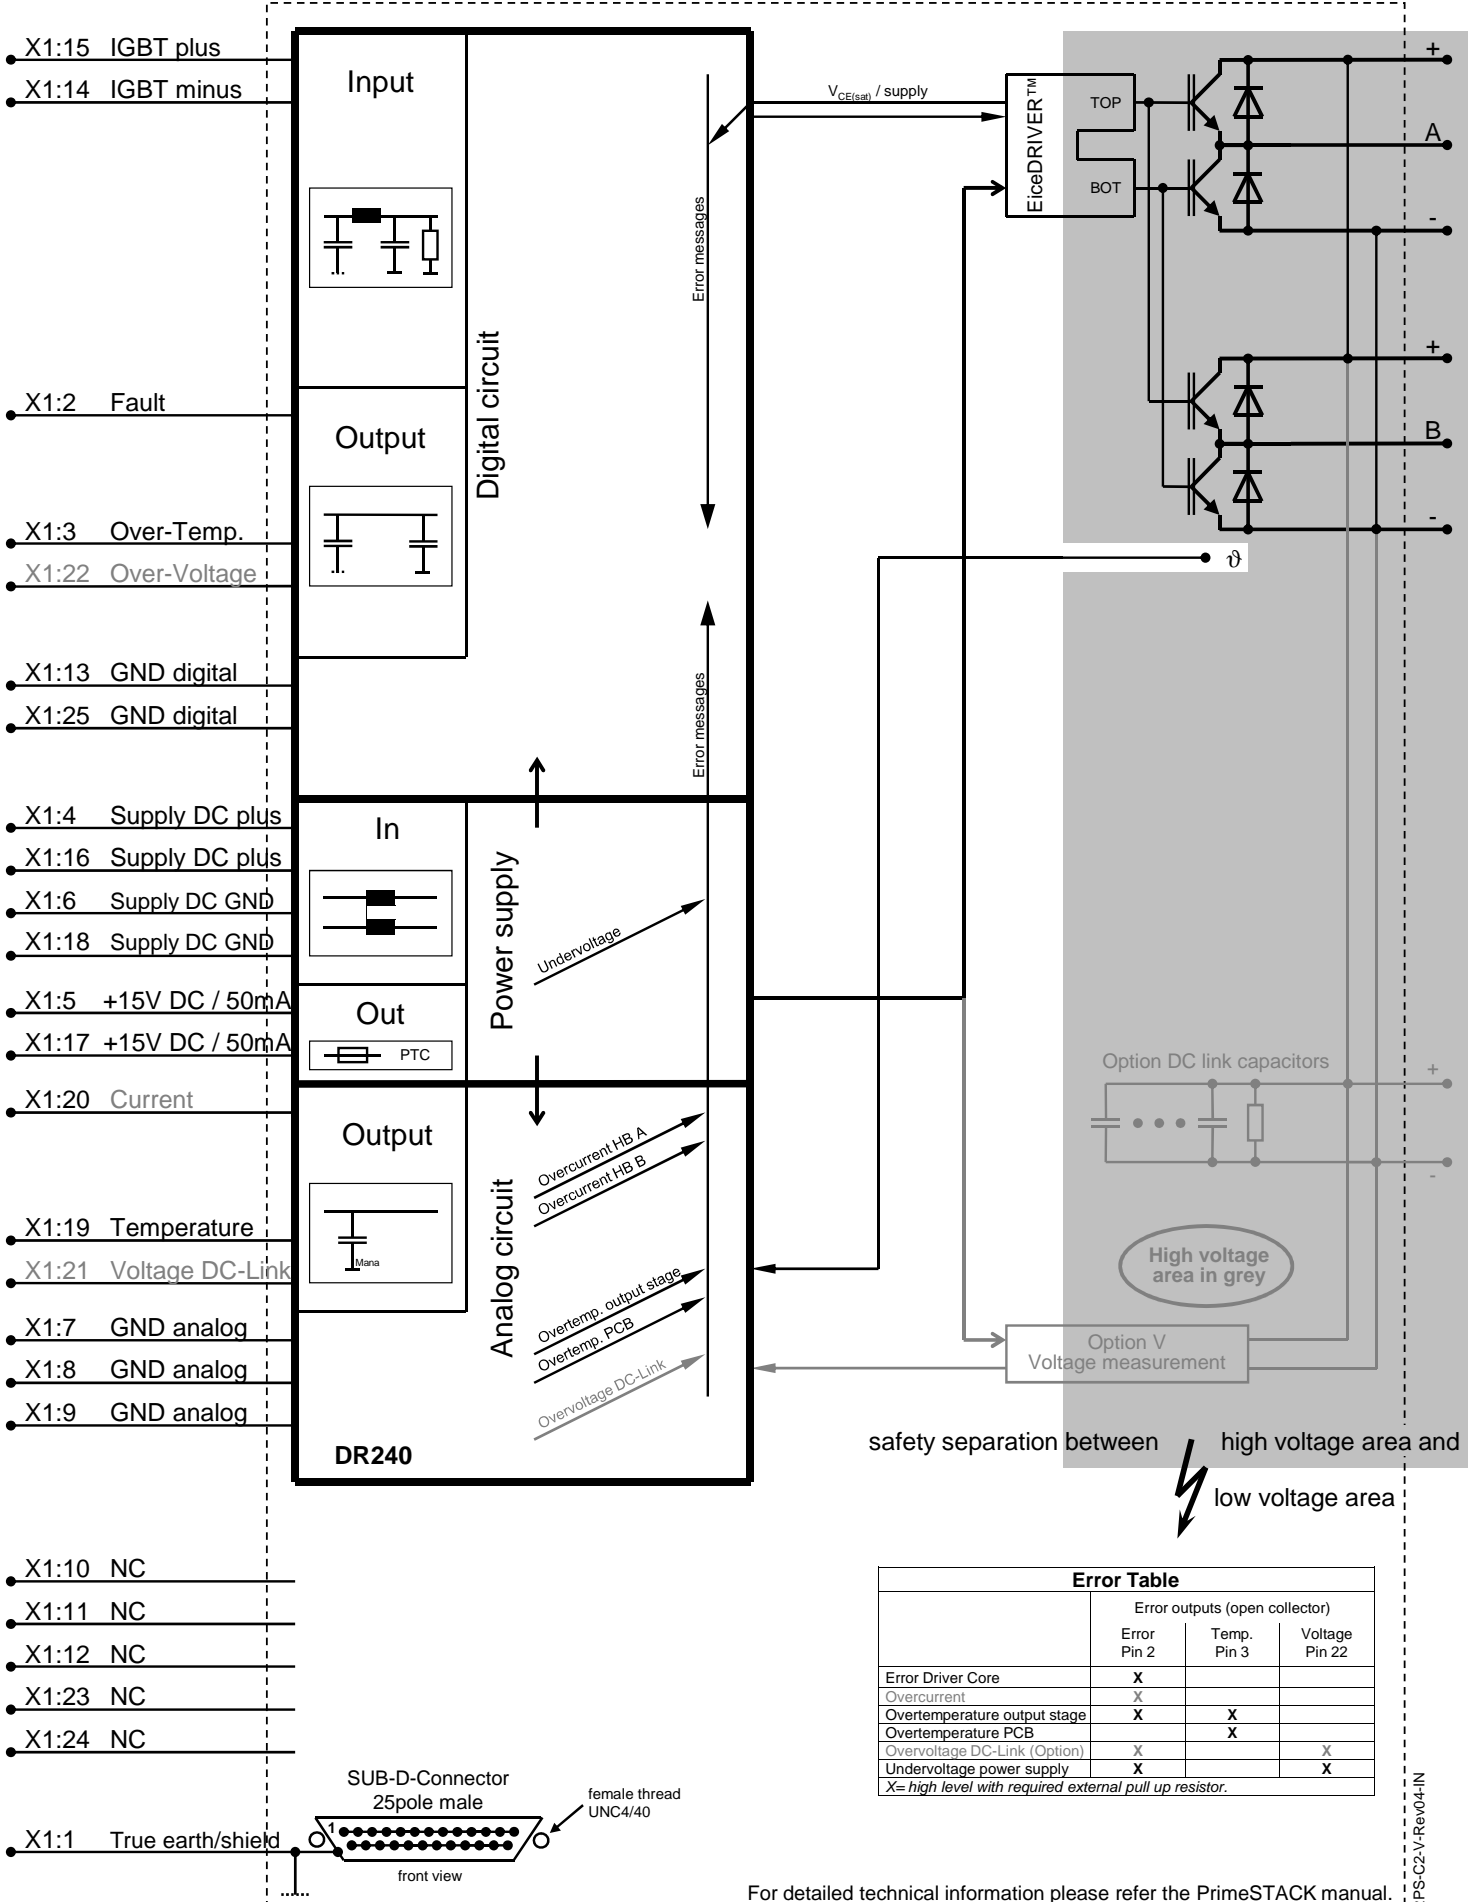 X1:15 IGBT plus
X1:14 IGBT minus
X1:2 Fault
X1:3 Over-Temp.
X1:22 Over-Voltage
X1:13 GND digital
X1:25 GND digital
X1:4 Supply DC plus
X1:16 Supply DC plus
X1:6 Supply DC GND
X1:18 Supply DC GND
X1:5 +15V DC / 50mA
X1:17 +15V DC / 50mA
X1:20 Current
X1:19 Temperature
X1:21 Voltage DC-Link
X1:7 GND analog
X1:8 GND analog
X1:9 GND analog
X1:10 NC
X1:11 NC
X1:12 NC
X1:23 NC
X1:24 NC
X1:1 True earth/shield
Input
Output
Digital circuit
Error messages
Error messages
In
Out
PTC
Power supply
Undervoltage
Output
Mana
Analog circuit
Overcurrent HB A
Overcurrent HB B
Overtemp. output stage
Overtemp. PCB
Overvoltage DC-Link
DR240
VCE(sat) / supply
EiceDRIVER™
TOP
BOT
+
A
-
+
B
-
ϑ
Option DC link capacitors
+
-
High voltage
area in grey
Option V
Voltage measurement
safety separation between high voltage area and
low voltage area
Error Table
Error outputs (open collector)
Error Temp. Voltage
Pin 2 Pin 3 Pin 22
Error Driver Core X
Overcurrent X
Overtemperature output stage X X
Overtemperature PCB X
Overvoltage DC-Link (Option) X X
Undervoltage power supply X X
X= high level with required external pull up resistor.
SUB-D-Connector
25pole male
female thread
UNC4/40
1
front view
For detailed technical information please refer the PrimeSTACK manual.
PS-C2-V-Rev04-IN